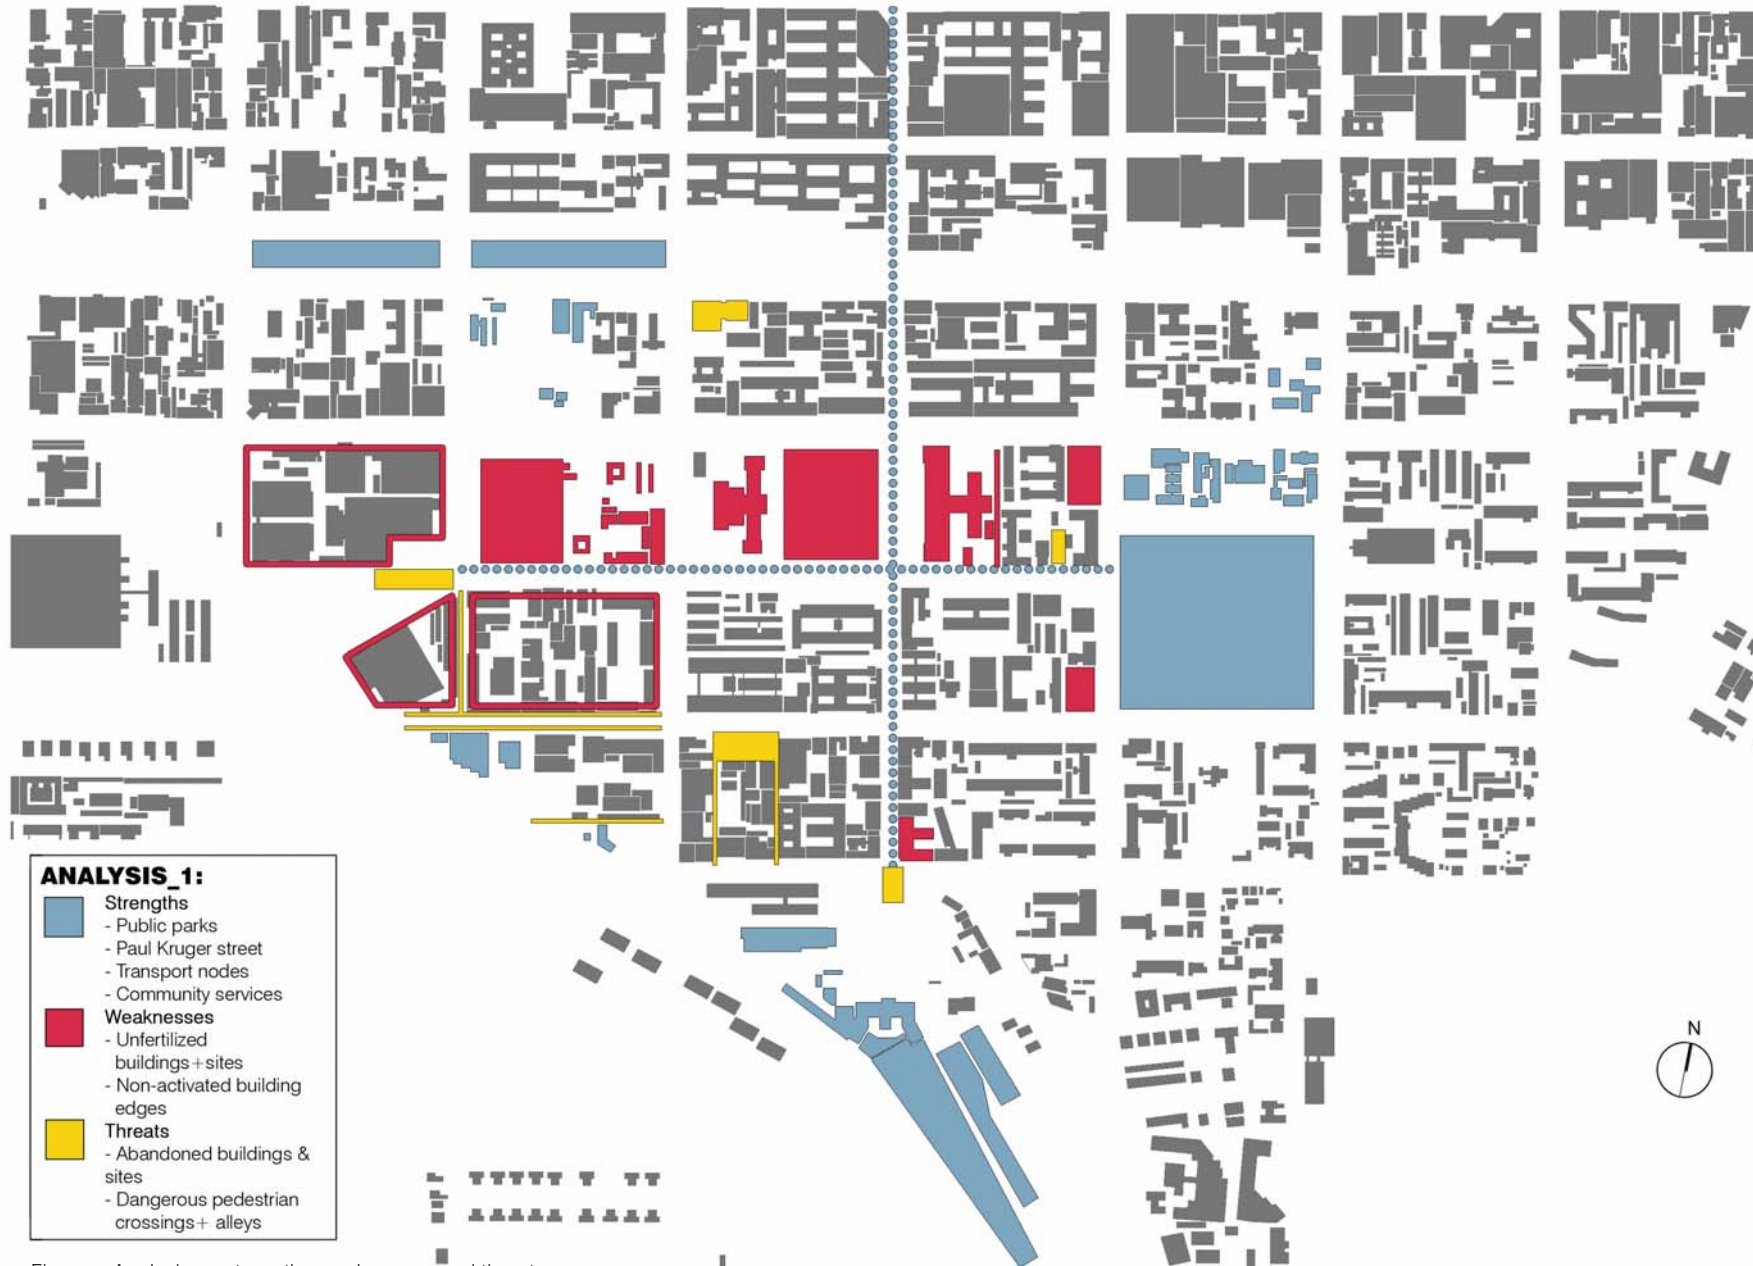 N
ANALYSIS_1:
Strengths
- Public parks
- Paul Kruger street
- Transport nodes
- Community services
Weaknesses
- Unfertilized
buildings+sites
- Non-activated building
edges
Threats
- Abandoned buildings &
sites
- Dangerous pedestrian
crossings+ alleys